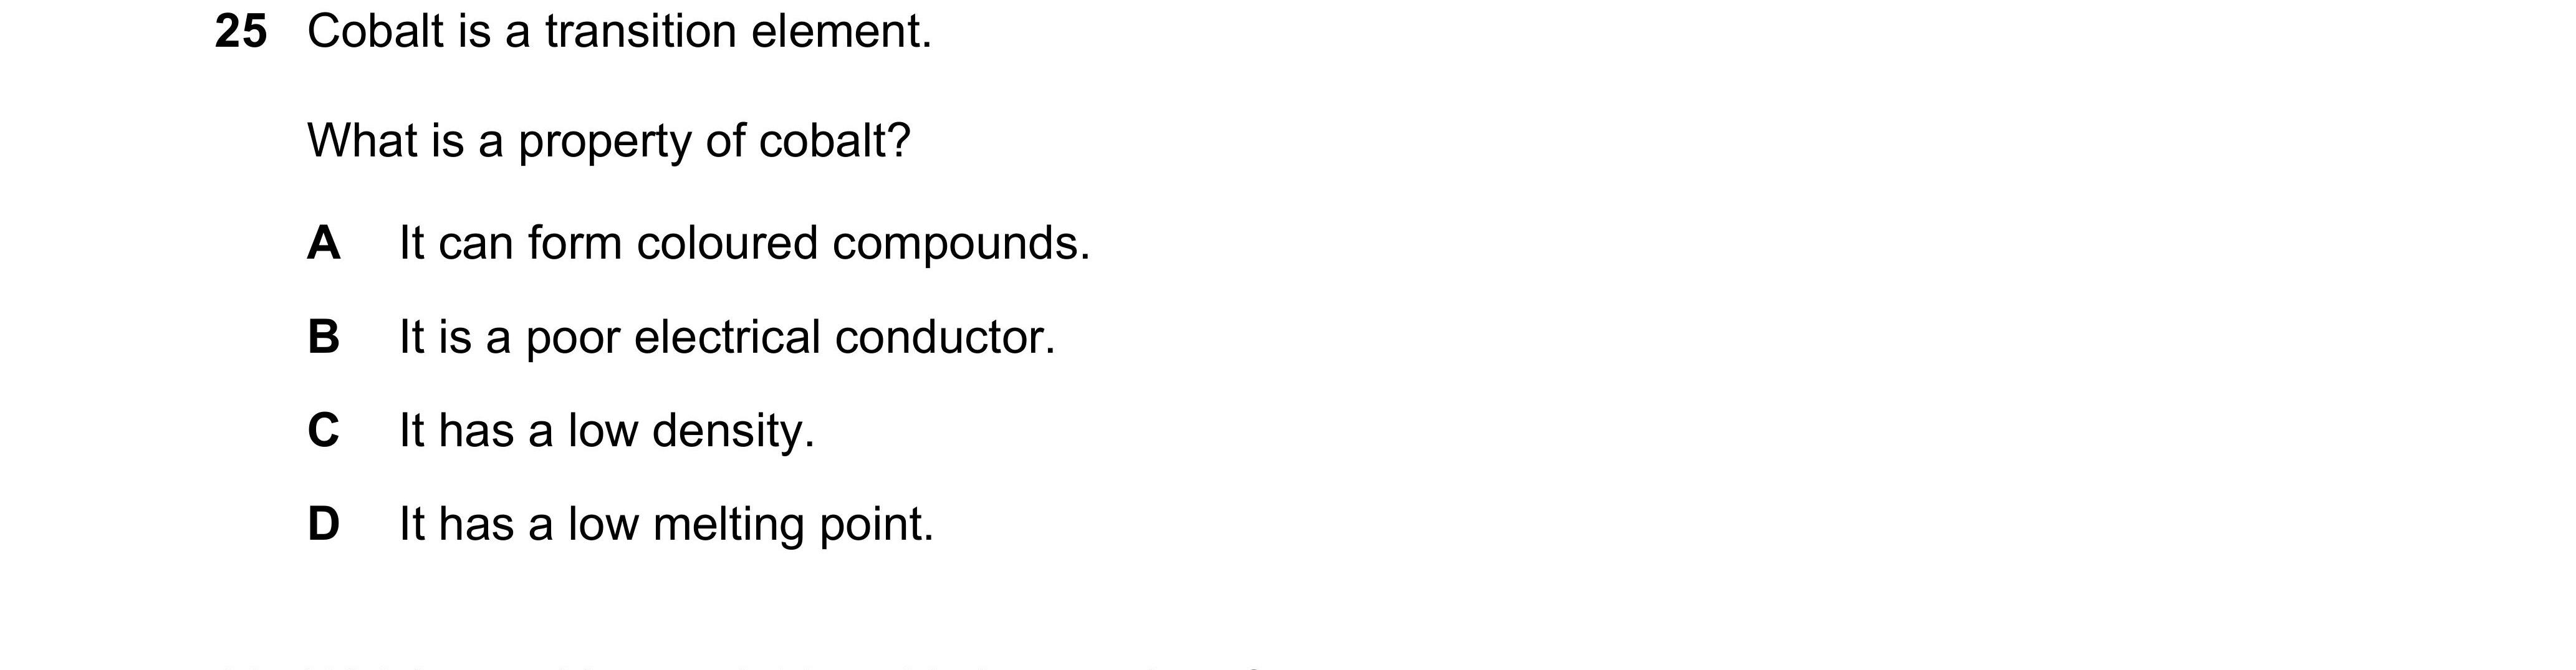 25 Cobalt is a transition element.
What is a property of cobalt?
A It can form coloured compounds.
B It is a poor electrical conductor.
C It has a low density.
D It has a low melting point.